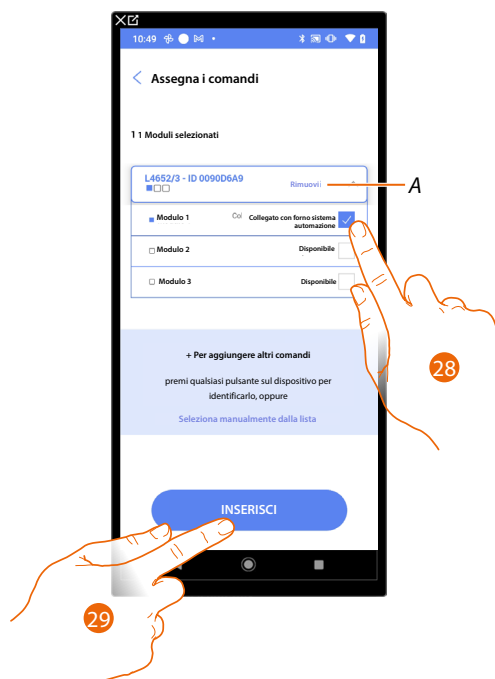 10:49
Assegna i comandi
1 1 Moduli selezionati
L4652/3 - ID 0090D6A9
Rimuovi
A
Modulo 1
Col
Collegato con forno sistema
automazione
Modulo 2
Disponibile
Modulo 3
Disponibile
28
+ Per aggiungere altri comandi
premi qualsiasi pulsante sul dispositivo per
identificarlo, oppure
Seleziona manualmente dalla lista
INSERISCI
29